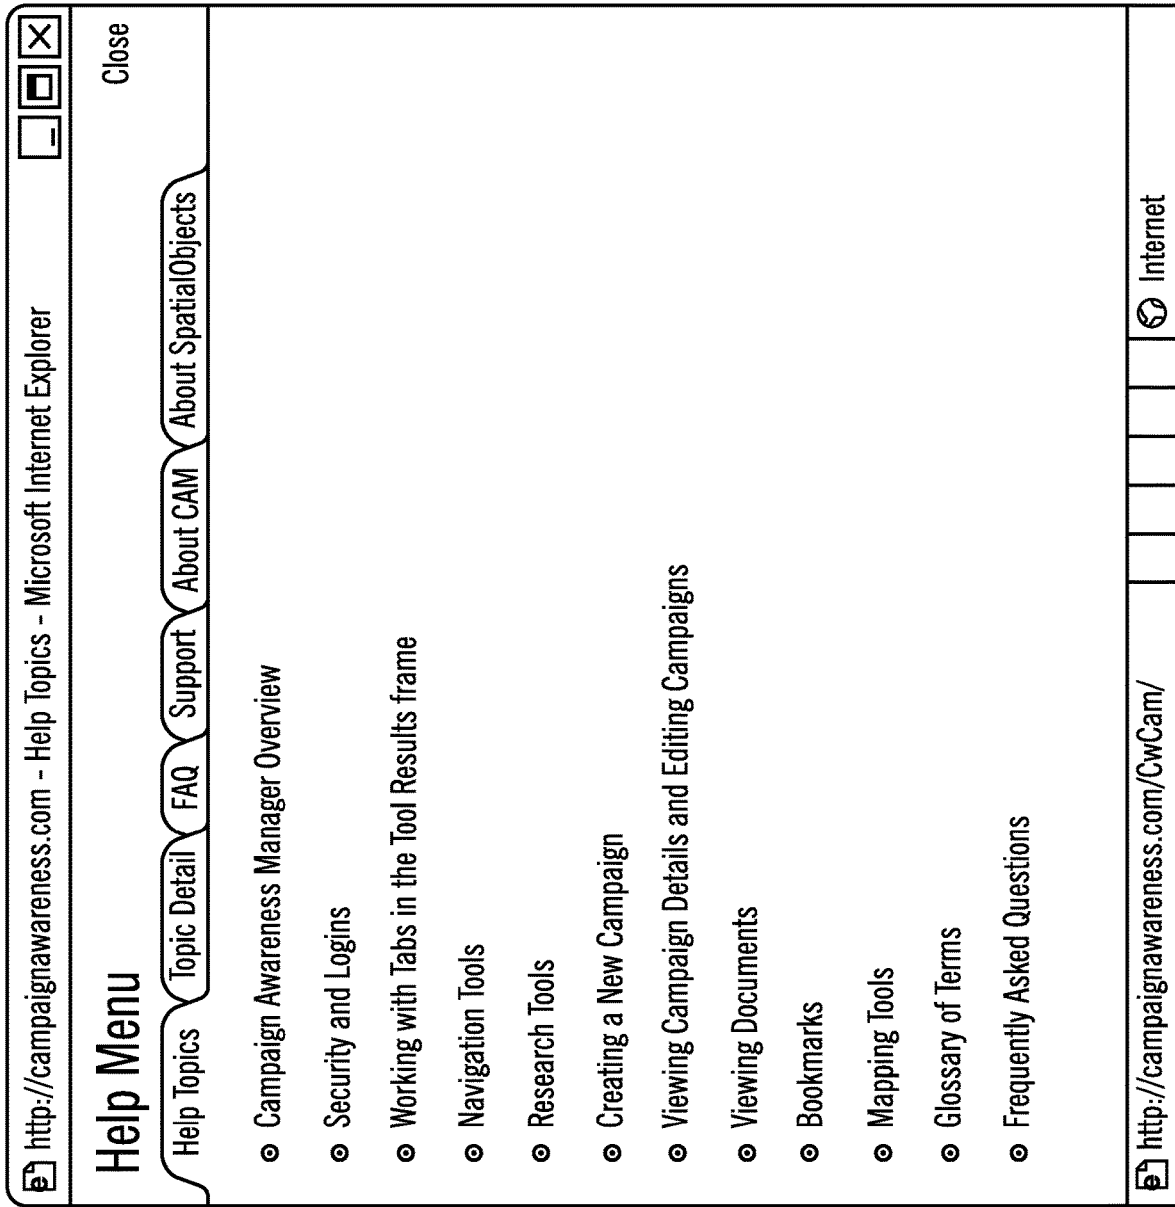 http://campaignawareness.com - Help Topics - Microsoft Internet Explorer
Help Menu
Close
Help Topics
Topic Detail
FAQ
Support
About CAM
About SpatialObjects
Campaign Awareness Manager Overview
Security and Logins
Working with Tabs in the Tool Results frame
Navigation Tools
Research Tools
Creating a New Campaign
Viewing Campaign Details and Editing Campaigns
Viewing Documents
Bookmarks
Mapping Tools
Glossary of Terms
Frequently Asked Questions
http://campaignawareness.com/CwCam/
Internet